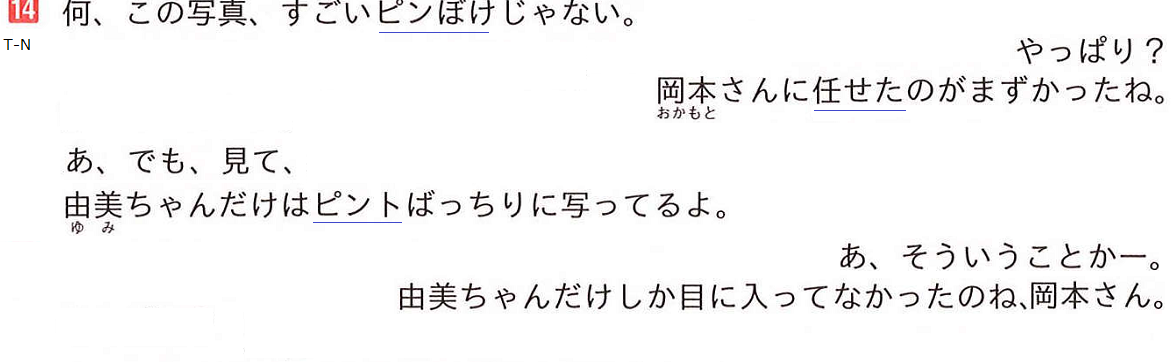 14 何、この写真、すごいピンぼけじゃない。
T-N
やっぱり？
岡本さんに任せたのがまずかったね。
おかもと
あ、でも、見て、
由美ちゃんだけはピントばっちりに写ってるよ。
ゆ み
あ、そういうことかー。
由美ちゃんだけしか目に入ってなかったのね、岡本さん。